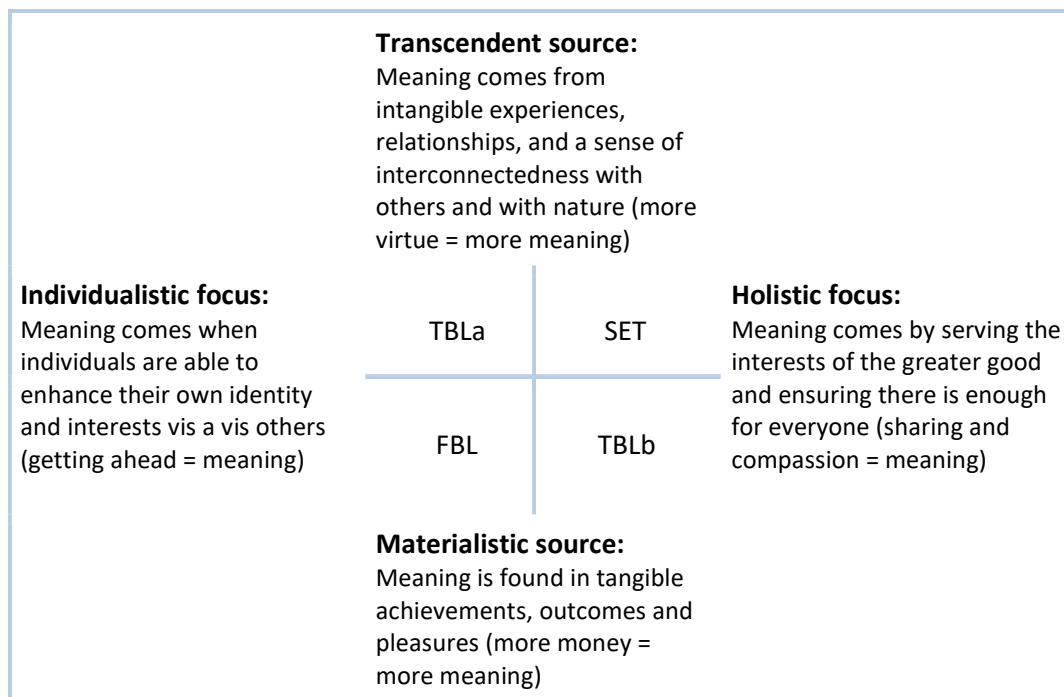 Transcendent source:
Meaning comes from
intangible experiences,
relationships, and a sense of
interconnectedness with
others and with nature (more
virtue = more meaning)
Individualistic focus:
Meaning comes when
individuals are able to
enhance their own identity
and interests vis a vis others
(getting ahead = meaning)
TBLa
SET
FBL
TBLb
Holistic focus:
Meaning comes by serving the
interests of the greater good
and ensuring there is enough
for everyone (sharing and
compassion = meaning)
Materialistic source:
Meaning is found in tangible
achievements, outcomes and
pleasures (more money =
more meaning)